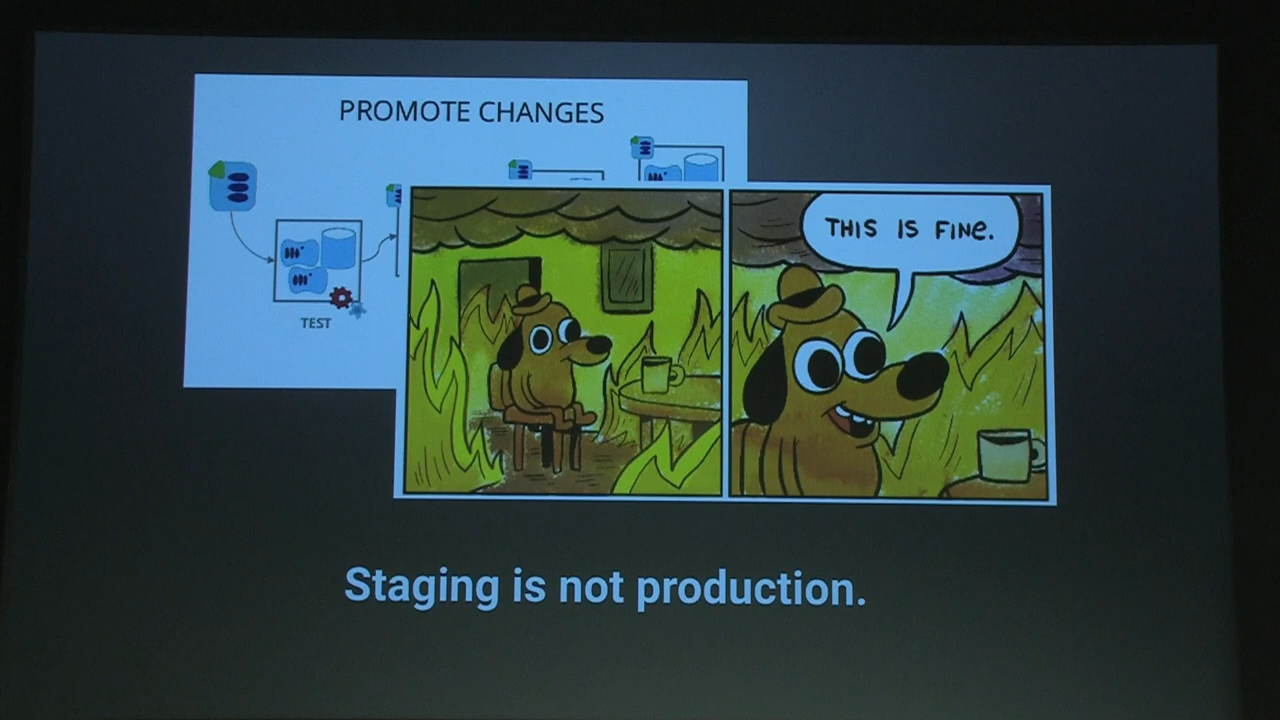 PROMOTE CHANGES
TEST
THIS IS FINE.
Staging is not production.